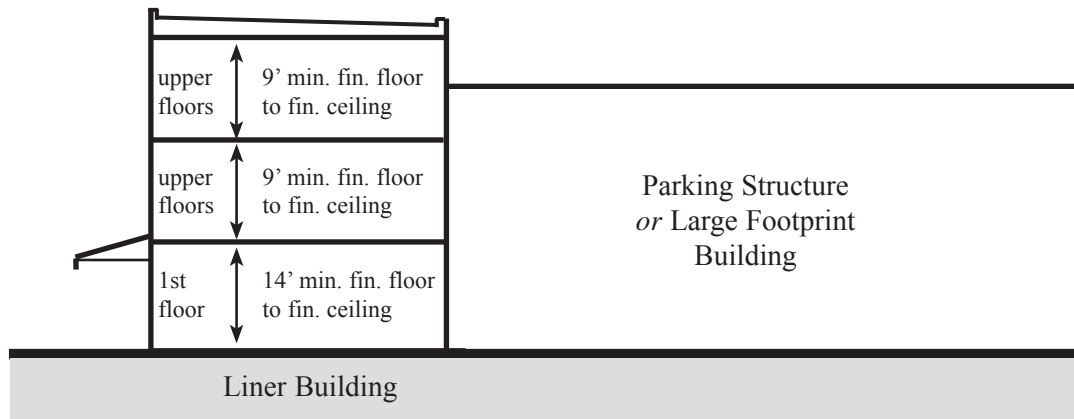 upper
floors
9’ min. fin. floor
to fin. ceiling
upper
floors
9’ min. fin. floor
to fin. ceiling
1st
floor
14’ min. fin. floor
to fin. ceiling
Parking Structure
or Large Footprint
Building
Liner Building